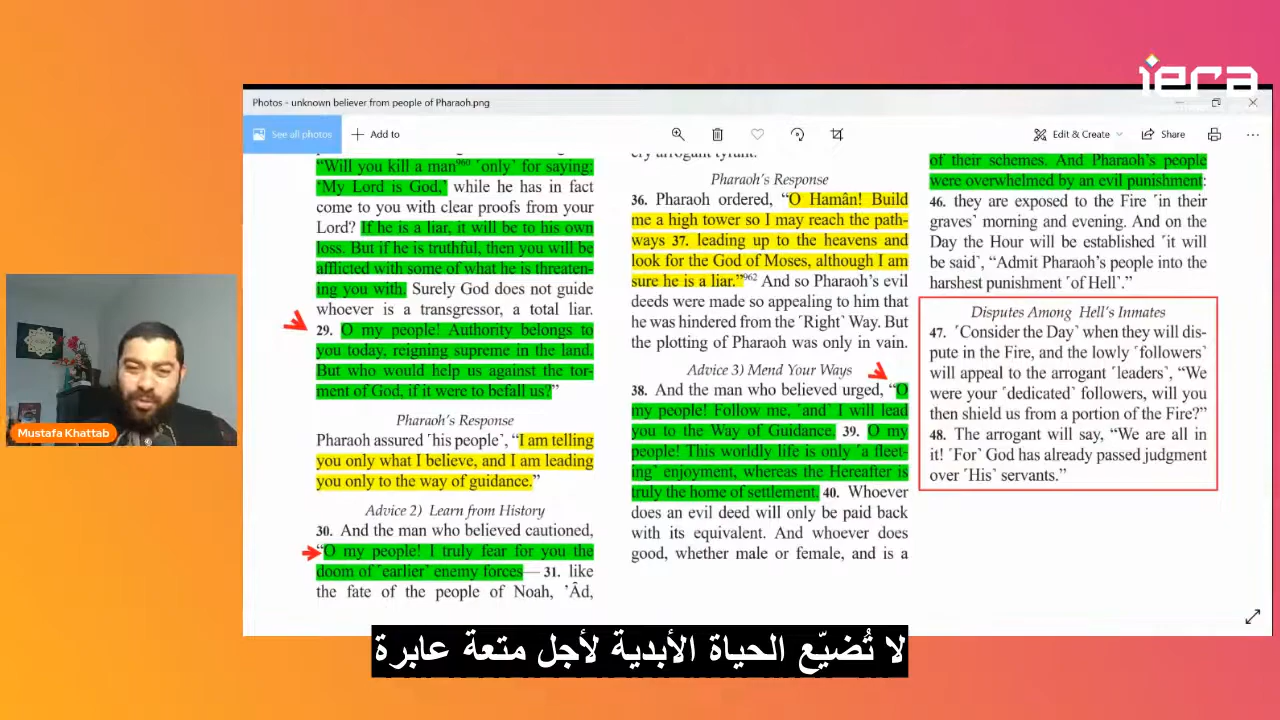 iera
Photos - unknown believer from people of Pharaoh.png
See all photos
Add to
Edit & Create
Share
“Will you kill a man⁹⁶⁰ ˹only˺ for saying:
‘My Lord is God,’ while he has in fact
come to you with clear proofs from your
Lord? If he is a liar, it will be to his own
loss. But if he is truthful, then you will be
afflicted with some of what he is threaten-
ing you with. Surely God does not guide
whoever is a transgressor, a total liar.
29. O my people! Authority belongs to
you today, reigning supreme in the land.
But who would help us against the tor-
ment of God, if it were to befall us?”
Pharaoh’s Response
Pharaoh assured ˹his people˺, “I am telling
you only what I believe, and I am leading
you only to the way of guidance.”
Advice 2) Learn from History
30. And the man who believed cautioned,
“O my people! I truly fear for you the
doom of ˹earlier˺ enemy forces— 31. like
the fate of the people of Noah, ’Âd,
ery arrogant tyrant.
Pharaoh’s Response
36. Pharaoh ordered, “O Hamân! Build
me a high tower so I may reach the path-
ways 37. leading up to the heavens and
look for the God of Moses, although I am
sure he is a liar.”⁹⁶² And so Pharaoh’s evil
deeds were made so appealing to him that
he was hindered from the ˹Right˺ Way. But
the plotting of Pharaoh was only in vain.
Advice 3) Mend Your Ways
38. And the man who believed urged, “O
my people! Follow me, ˹and˺ I will lead
you to the Way of Guidance. 39. O my
people! This worldly life is only ˹a fleet-
ing˺ enjoyment, whereas the Hereafter is
truly the home of settlement. 40. Whoever
does an evil deed will only be paid back
with its equivalent. And whoever does
good, whether male or female, and is a
of their schemes. And Pharaoh’s people
were overwhelmed by an evil punishment:
46. they are exposed to the Fire ˹in their
graves˺ morning and evening. And on the
Day the Hour will be established ˹it will
be said˺, “Admit Pharaoh’s people into the
harshest punishment ˹of Hell˺.”
Disputes Among Hell’s Inmates
47. ˹Consider the Day˺ when they will dis-
pute in the Fire, and the lowly ˹followers˺
will appeal to the arrogant ˹leaders˺, “We
were your ˹dedicated˺ followers, will you
then shield us from a portion of the Fire?”
48. The arrogant will say, “We are all in
it! ˹For˺ God has already passed judgment
over ˹His˺ servants.”
Mustafa Khattab
لا تُضيّع الحياة الأبدية لأجل متعة عابرة